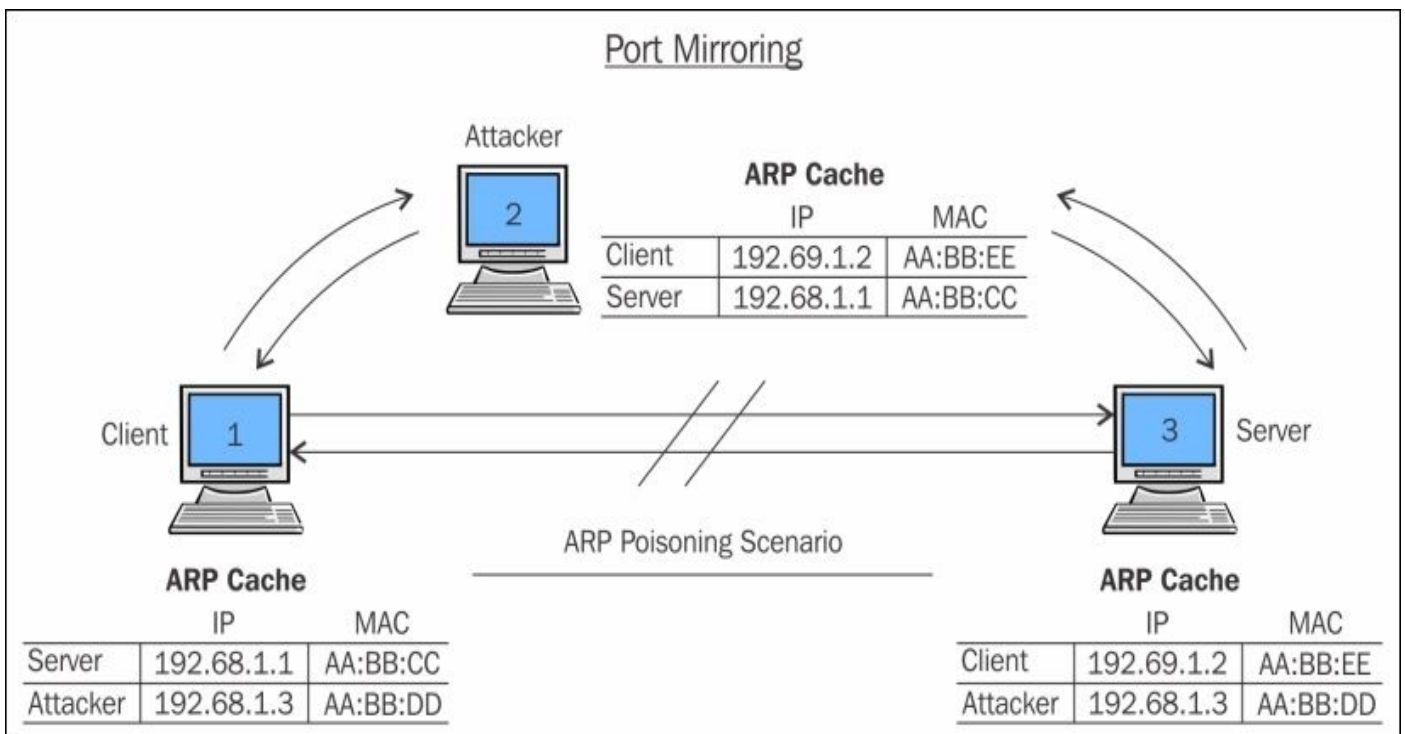 Port Mirroring
Attacker
2
ARP Cache
IP MAC
Client 192.69.1.2 AA:BB:EE
Server 192.68.1.1 AA:BB:CC
Client
1
3
Server
ARP Poisoning Scenario
ARP Cache
IP MAC
Server 192.68.1.1 AA:BB:CC
Attacker 192.68.1.3 AA:BB:DD
ARP Cache
IP MAC
Client 192.69.1.2 AA:BB:EE
Attacker 192.68.1.3 AA:BB:DD